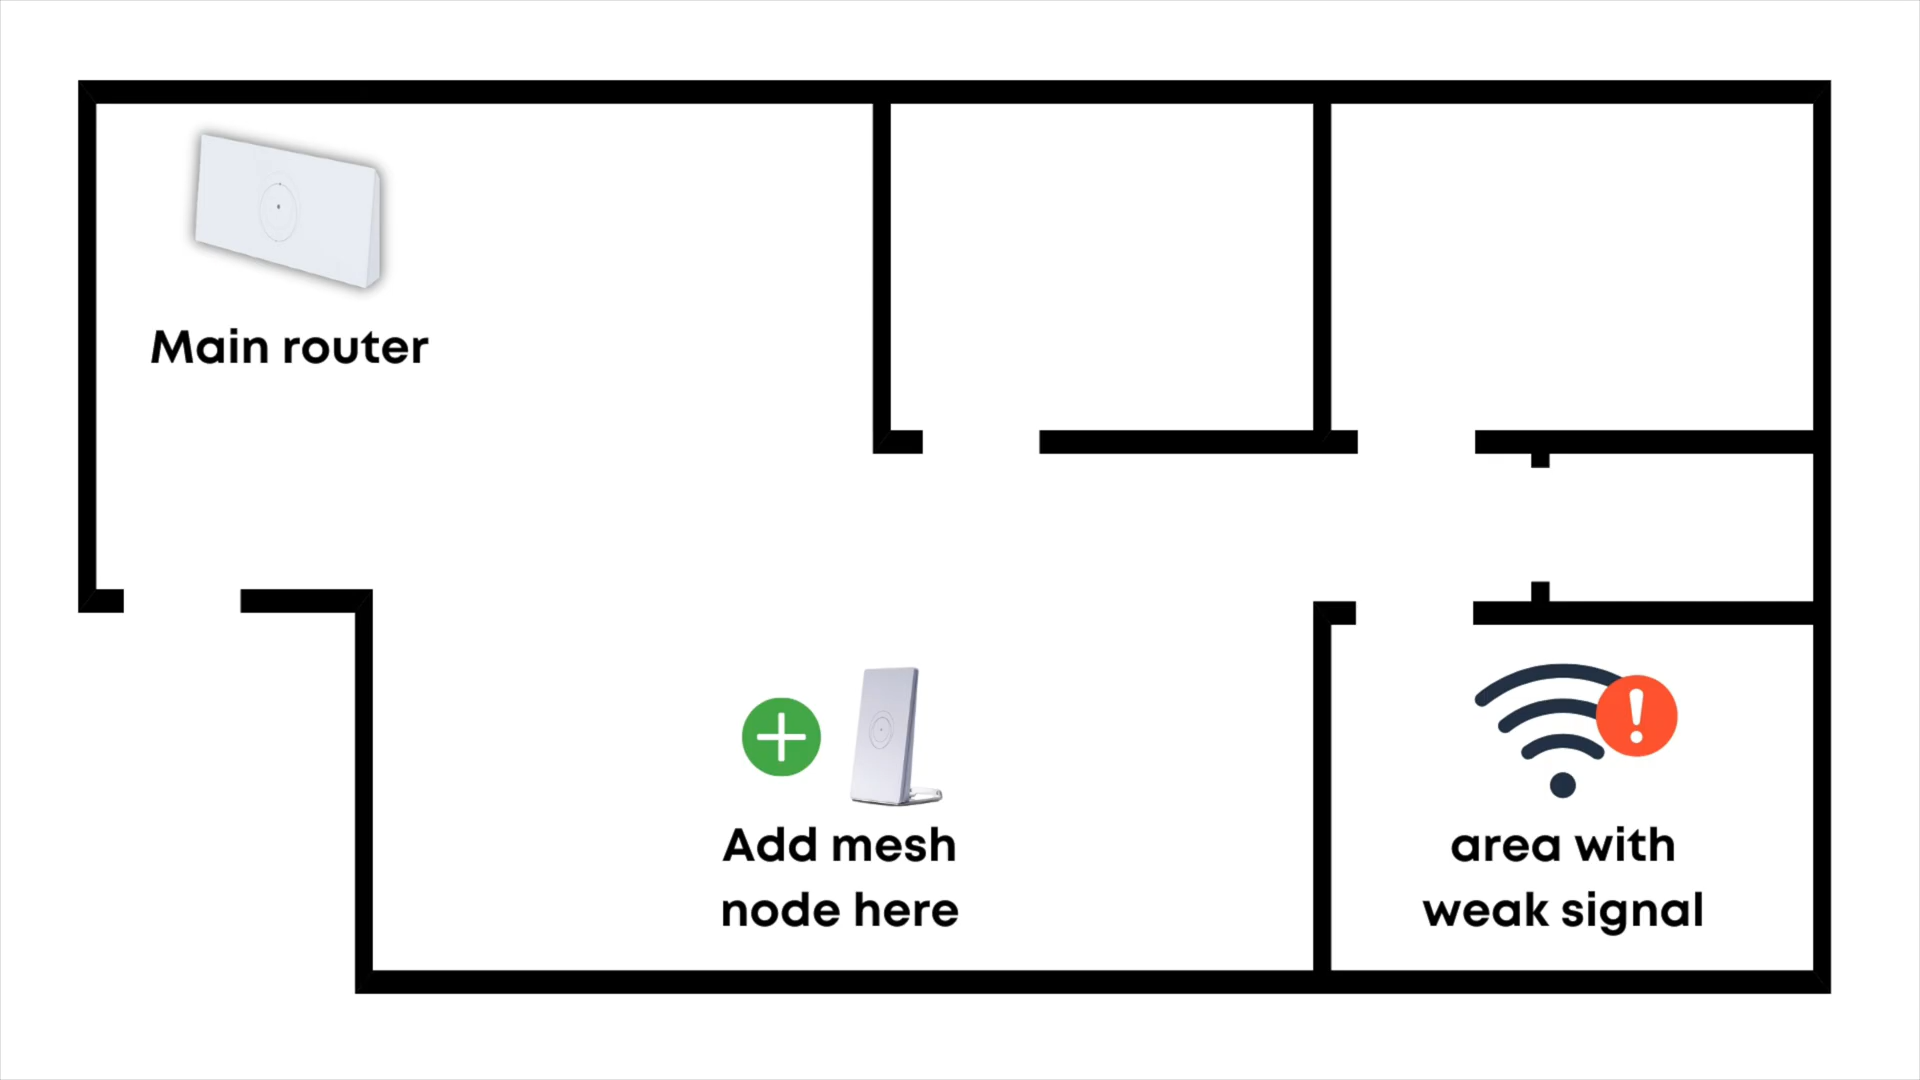 Main router
Add mesh
node here
area with
weak signal